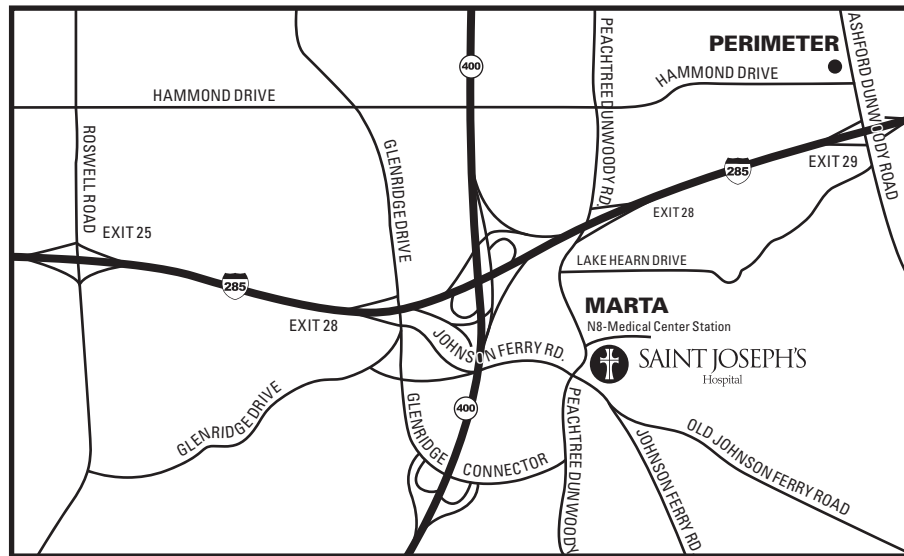 PERIMETER
400
PEACHTREE DUNWOODY RD.
HAMMOND DRIVE
ASHFORD DUNWOODY ROAD
HAMMOND DRIVE
ROSWELL ROAD
GLENRIDGE DRIVE
285
EXIT 29
EXIT 28
EXIT 25
LAKE HEARN DRIVE
285
EXIT 28
MARTA
N8-Medical Center Station
JOHNSON FERRY RD.
SAINT JOSEPH'S
Hospital
400
GLENRIDGE DRIVE
GLENRIDGE CONNECTOR
PEACHTREE DUNWOODY
JOHNSON FERRY RD
OLD JOHNSON FERRY ROAD